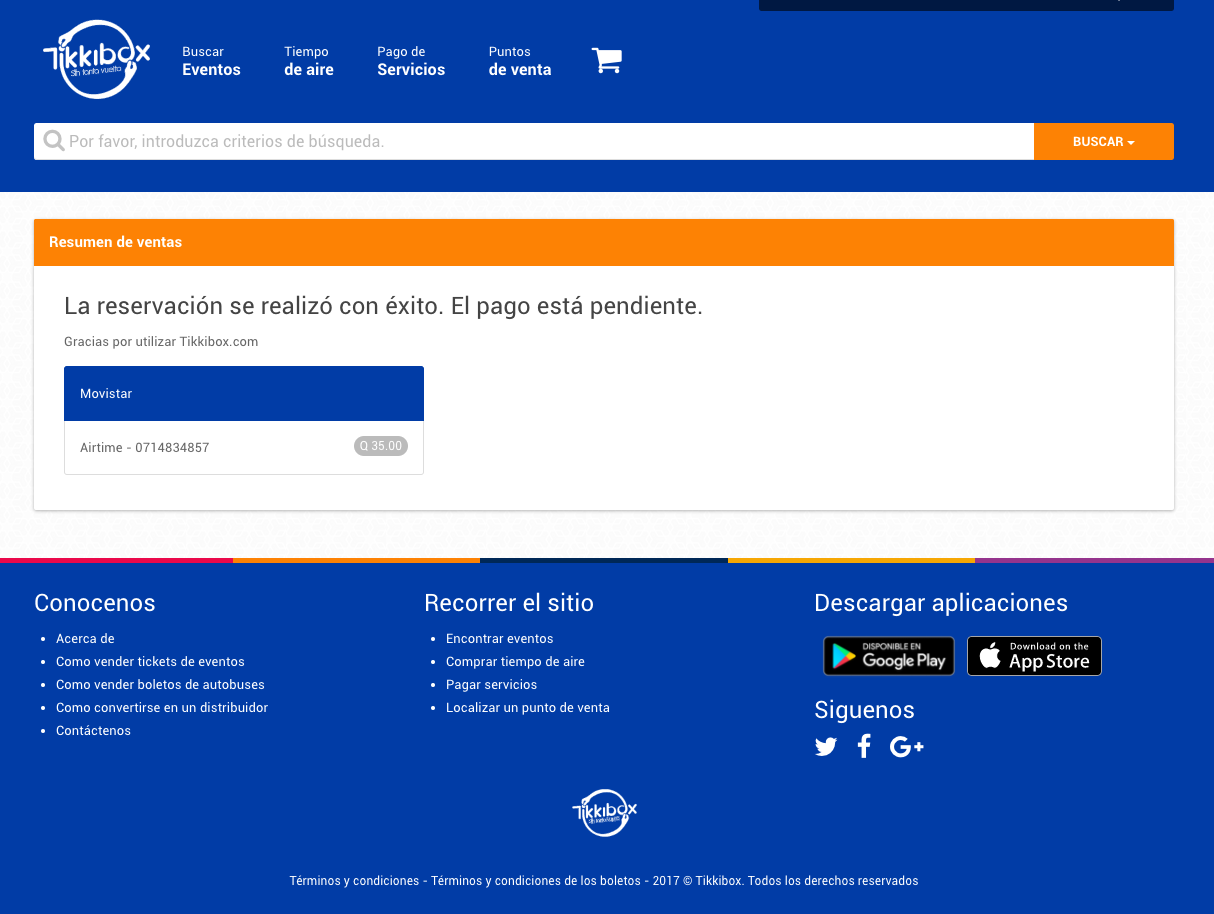 Tikkibox
Sin tanta vuelta
Buscar
Eventos
Tiempo
de aire
Pago de
Servicios
Puntos
de venta
Por favor, introduzca criterios de búsqueda.
BUSCAR
Resumen de ventas
La reservación se realizó con éxito. El pago está pendiente.
Gracias por utilizar Tikkibox.com
Movistar
Airtime - 0714834857
Q 35.00
Conocenos
Acerca de
Como vender tickets de eventos
Como vender boletos de autobuses
Como convertirse en un distribuidor
Contáctenos
Recorrer el sitio
Encontrar eventos
Comprar tiempo de aire
Pagar servicios
Localizar un punto de venta
Descargar aplicaciones
DISPONIBLE EN
Google Play
Download on the
App Store
Siguenos
G+
Tikkibox
Términos y condiciones - Términos y condiciones de los boletos - 2017 © Tikkibox. Todos los derechos reservados